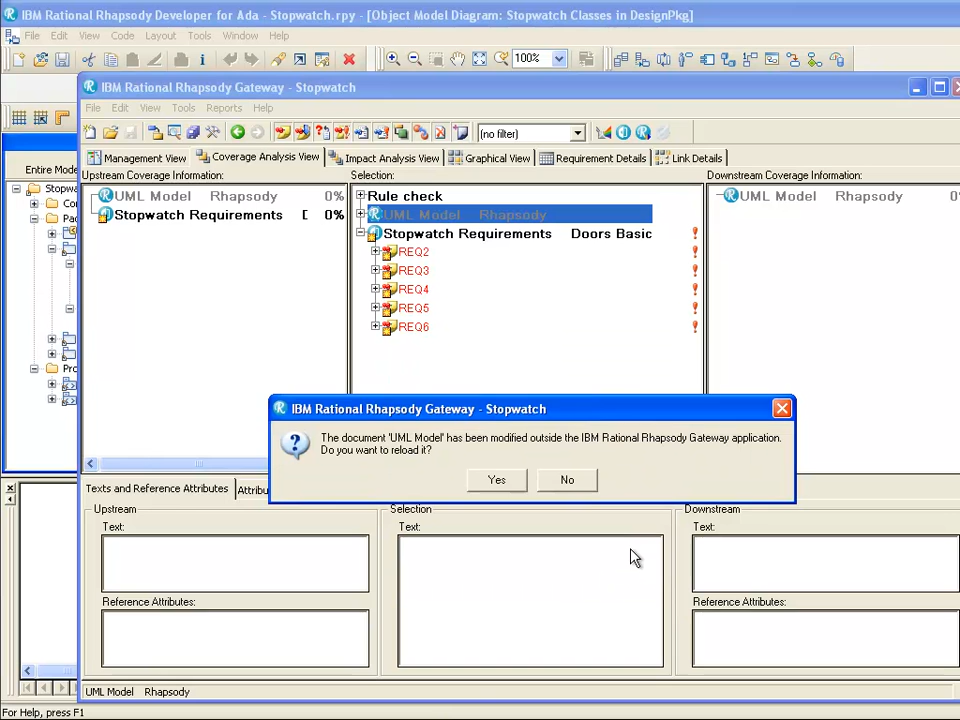 IBM Rational Rhapsody Developer for Ada - Stopwatch.rpy - [Object Model Diagram: Stopwatch Classes in DesignPkg]
File Edit View Code Layout Tools Window Help
100%
IBM Rational Rhapsody Gateway - Stopwatch
File Edit View Tools Reports Help
(no filter)
Management View Coverage Analysis View Impact Analysis View Graphical View Requirement Details Link Details
Entire Mode
Upstream Coverage Information: Selection: Downstream Coverage Information:
Stopwa
UML Model Rhapsody 0%
Rule check
UML Model Rhapsody 0%
Co
Stopwatch Requirements [ 0%
UML Model Rhapsody
Pac
Stopwatch Requirements Doors Basic
REQ2
REQ3
REQ4
REQ5
REQ6
Pro
IBM Rational Rhapsody Gateway - Stopwatch
The document 'UML Model' has been modified outside the IBM Rational Rhapsody Gateway application.
Do you want to reload it?
Yes No
Texts and Reference Attributes Attribu
Upstream Selection Downstream
Text: Text: Text:
Reference Attributes: Reference Attributes:
UML Model Rhapsody
For Help, press F1